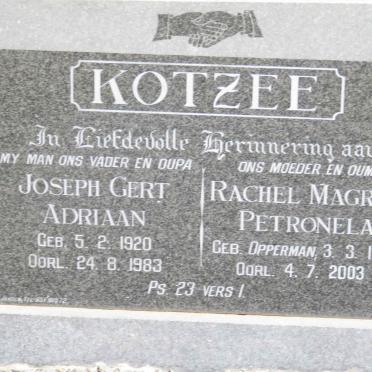 KOTZEE
In Liefdevolle Herinnering aan
MY MAN ONS VADER EN OUPA
JOSEPH GERT
ADRIAAN
GEB. 5. 2. 1920
OORL. 24. 8. 1983
ONS MOEDER EN OUM
RACHEL MAGR
PETRONELA
GEB. OPPERMAN, 3. 3. 1
OORL. 4. 7. 2003
PS. 23 VERS 1.